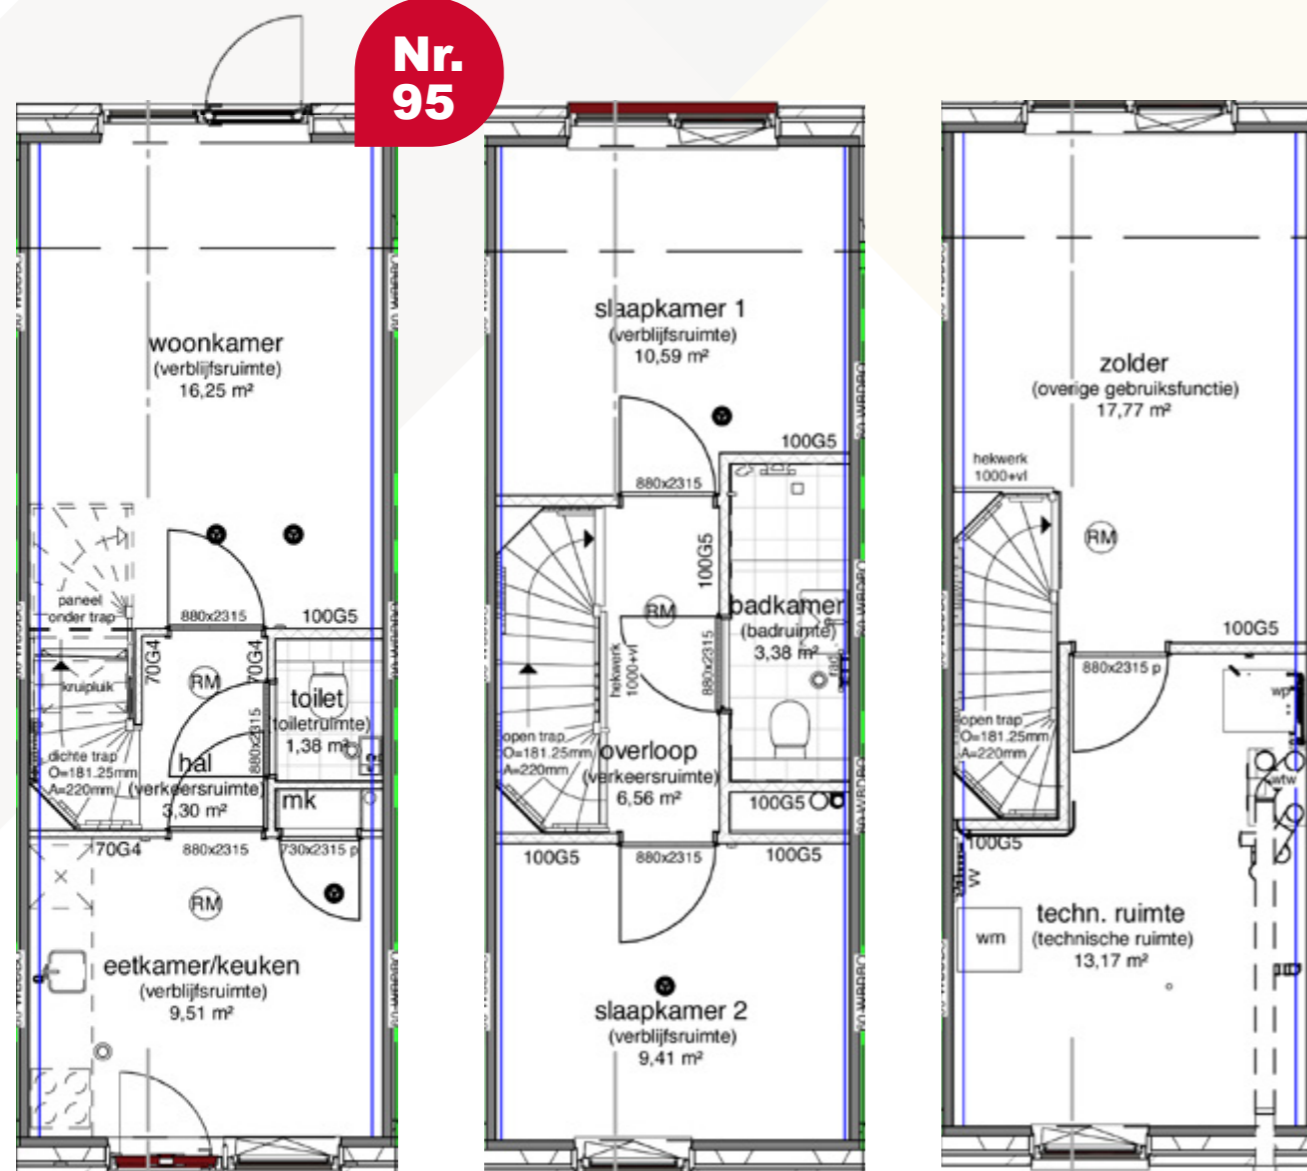 Nr.
95
woonkamer
(verblijfsruimte)
16,25 m²
paneel
onder trap
880x2315
100G5
70G4
70G4
RM
kruipluik
toilet
(toiletruimte)
1,38 m²
880x2315
dichte trap
O=181.25mm
A=220mm
hal
(verkeersruimte)
3,30 m²
mk
70G4
880x2315
730x2315 p
RM
eetkamer/keuken
(verblijfsruimte)
9,51 m²
slaapkamer 1
(verblijfsruimte)
10,59 m²
100G5
880x2315
100G5
RM
badkamer
(badruimte)
3,38 m²
rad.
hekwerk
1000+vl
880x2315
open trap
O=181.25mm
A=220mm
overloop
(verkeersruimte)
6,56 m²
100G5
100G5
880x2315
100G5
slaapkamer 2
(verblijfsruimte)
9,41 m²
zolder
(overige gebruiksfunctie)
17,77 m²
hekwerk
1000+vl
RM
100G5
880x2315 p
wp
open trap
O=181.25mm
A=220mm
wtw
100G5
VV
wm
techn. ruimte
(technische ruimte)
13,17 m²